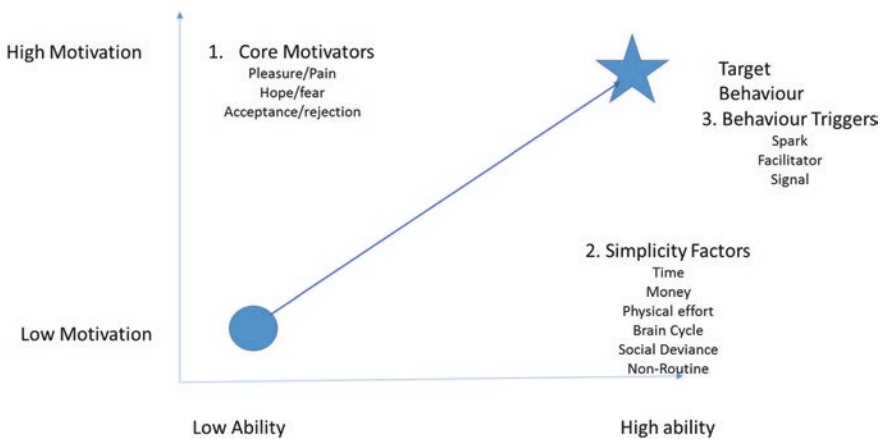 High Motivation
1. Core Motivators
Pleasure/Pain
Hope/fear
Acceptance/rejection
Target
Behaviour
3. Behaviour Triggers
Spark
Facilitator
Signal
2. Simplicity Factors
Time
Money
Physical effort
Brain Cycle
Social Deviance
Non-Routine
Low Motivation
Low Ability
High ability